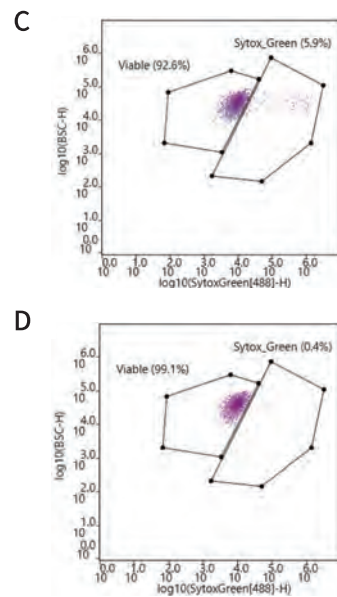 C
Sytox_Green (5.9%)
Viable (92.6%)
log10(BSC-H)
10^6.0
10^5.0
10^4.0
10^3.0
10^2.0
10^1.0
10^0.0
10^0.0 10^1.0 10^2.0 10^3.0 10^4.0 10^5.0 10^6.0
log10(SytoxGreen[488]-H)
D
Sytox_Green (0.4%)
Viable (99.1%)
log10(BSC-H)
10^6.0
10^5.0
10^4.0
10^3.0
10^2.0
10^1.0
10^0.0
10^0.0 10^1.0 10^2.0 10^3.0 10^4.0 10^5.0 10^6.0
log10(SytoxGreen[488]-H)